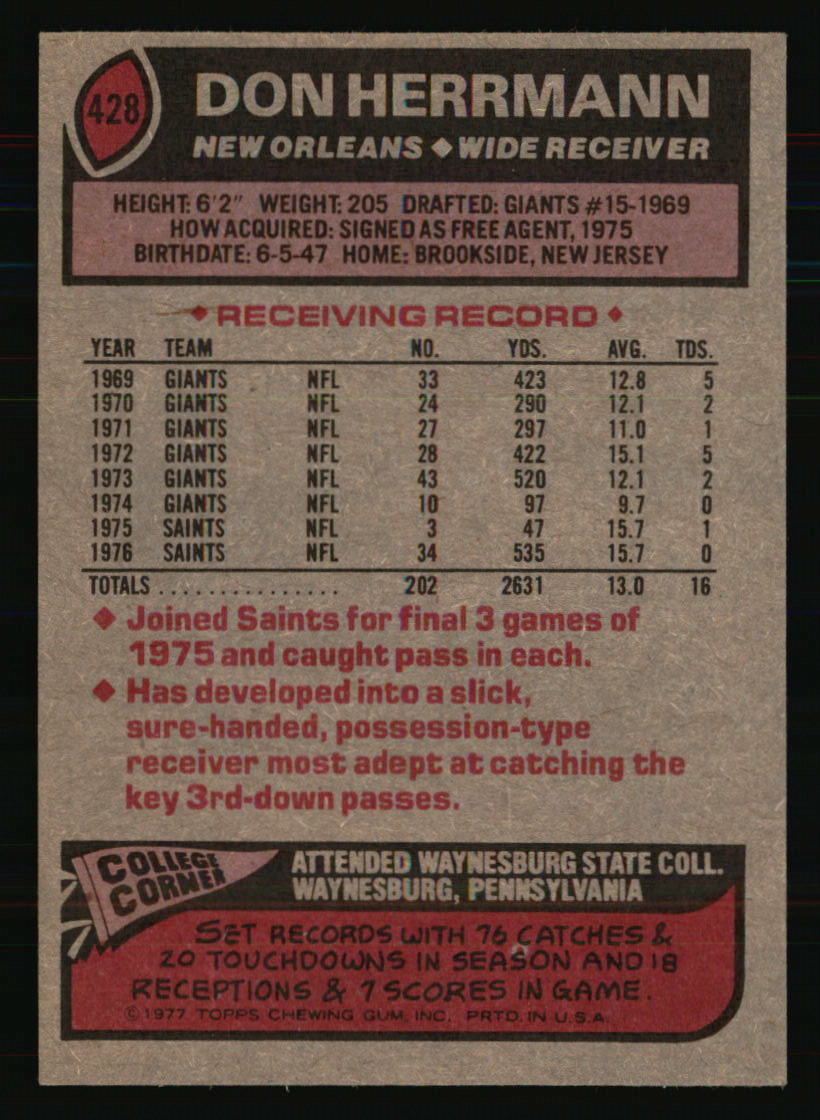 428
DON HERRMANN
NEW ORLEANS ◆ WIDE RECEIVER
HEIGHT: 6'2" WEIGHT: 205 DRAFTED: GIANTS #15-1969
HOW ACQUIRED: SIGNED AS FREE AGENT, 1975
BIRTHDATE: 6-5-47 HOME: BROOKSIDE, NEW JERSEY
◆ RECEIVING RECORD ◆
YEAR TEAM NO. YDS. AVG. TDS.
1969 GIANTS NFL 33 423 12.8 5
1970 GIANTS NFL 24 290 12.1 2
1971 GIANTS NFL 27 297 11.0 1
1972 GIANTS NFL 28 422 15.1 5
1973 GIANTS NFL 43 520 12.1 2
1974 GIANTS NFL 10 97 9.7 0
1975 SAINTS NFL 3 47 15.7 1
1976 SAINTS NFL 34 535 15.7 0
TOTALS ............... 202 2631 13.0 16
◆ Joined Saints for final 3 games of
1975 and caught pass in each.
◆ Has developed into a slick,
sure-handed, possession-type
receiver most adept at catching the
key 3rd-down passes.
COLLEGE
CORNER
ATTENDED WAYNESBURG STATE COLL.
WAYNESBURG, PENNSYLVANIA
SET RECORDS WITH 76 CATCHES &
20 TOUCHDOWNS IN SEASON AND 18
RECEPTIONS & 7 SCORES IN GAME.
© 1977 TOPPS CHEWING GUM, INC. PRTD. IN U.S.A.